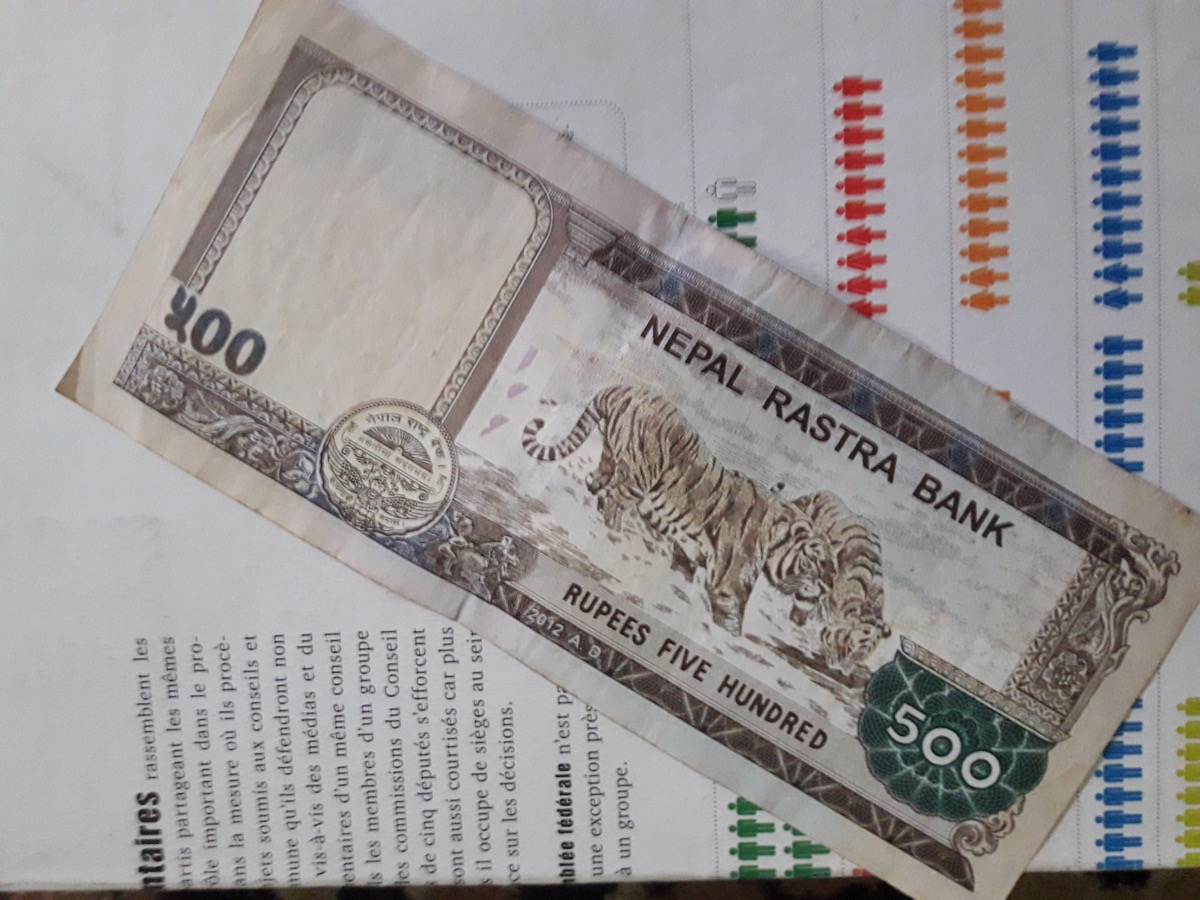 ntaires rassemblent les
artis partageant les mêmes
ôle important dans le pro-
ans la mesure où ils procè-
jets soumis aux conseils et
mune qu'ils défendront non
vis-à-vis des médias et du
entaires d'un même conseil
ls les membres d'un groupe
les commissions du Conseil
s de cinq députés s'efforcent
sont aussi courtisés car plus
s il occupe de sièges au sein
ce sur les décisions.
blée fédérale n'est pa
une exception près
à un groupe.
५००
2012 A.D.
RUPEES FIVE HUNDRED
NEPAL RASTRA BANK
500